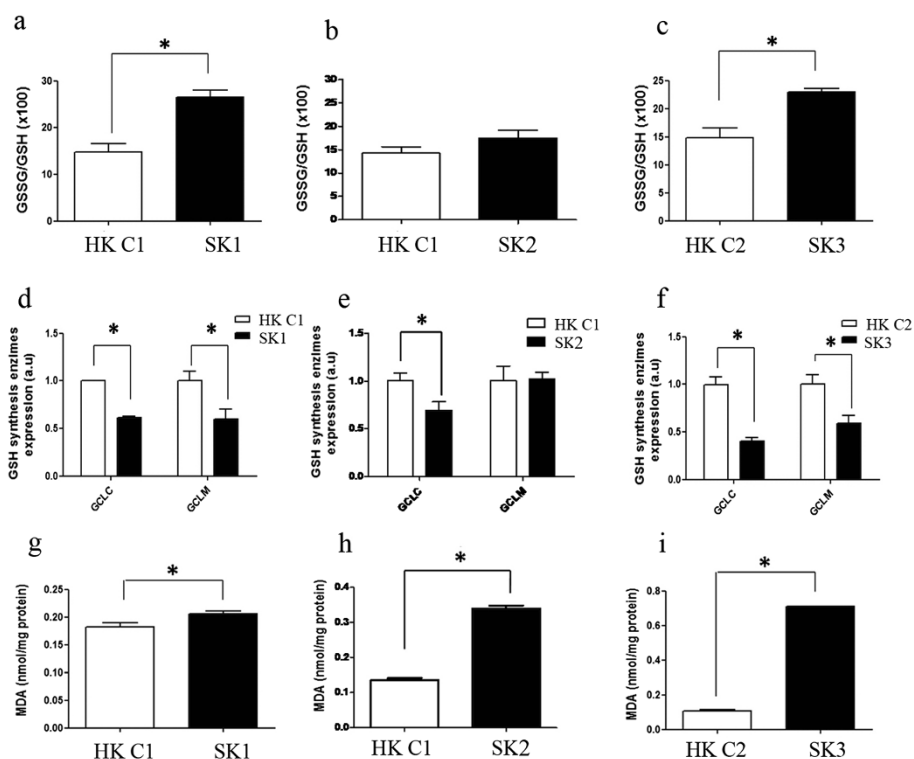 a
*
GSSG/GSH (x100)
30
20
10
0
HK C1 SK1
b
GSSG/GSH (x100)
30
25
20
15
10
5
0
HK C1 SK2
c
*
GSSG/GSH (x100)
25
20
15
10
5
0
HK C2 SK3
d
HK C1
SK1
* *
GSH synthesis enzimes
expression (a.u)
1.5
1.0
0.5
0.0
GCLC GCLM
e
HK C1
SK2
*
GSH synthesis enzimes
expression (a.u)
1.5
1.0
0.5
0.0
GCLC GCLM
f
HK C2
SK3
* *
GSH synthesis enzimes
expression (a.u)
1.5
1.0
0.5
0.0
GCLC GCLM
g
*
MDA (nmol/mg protein)
0.25
0.20
0.15
0.10
0.05
0.00
HK C1 SK1
h
*
MDA (nmol/mg protein)
0.4
0.3
0.2
0.1
0.0
HK C1 SK2
i
*
MDA (nmol/mg protein)
0.8
0.6
0.4
0.2
0.0
HK C2 SK3